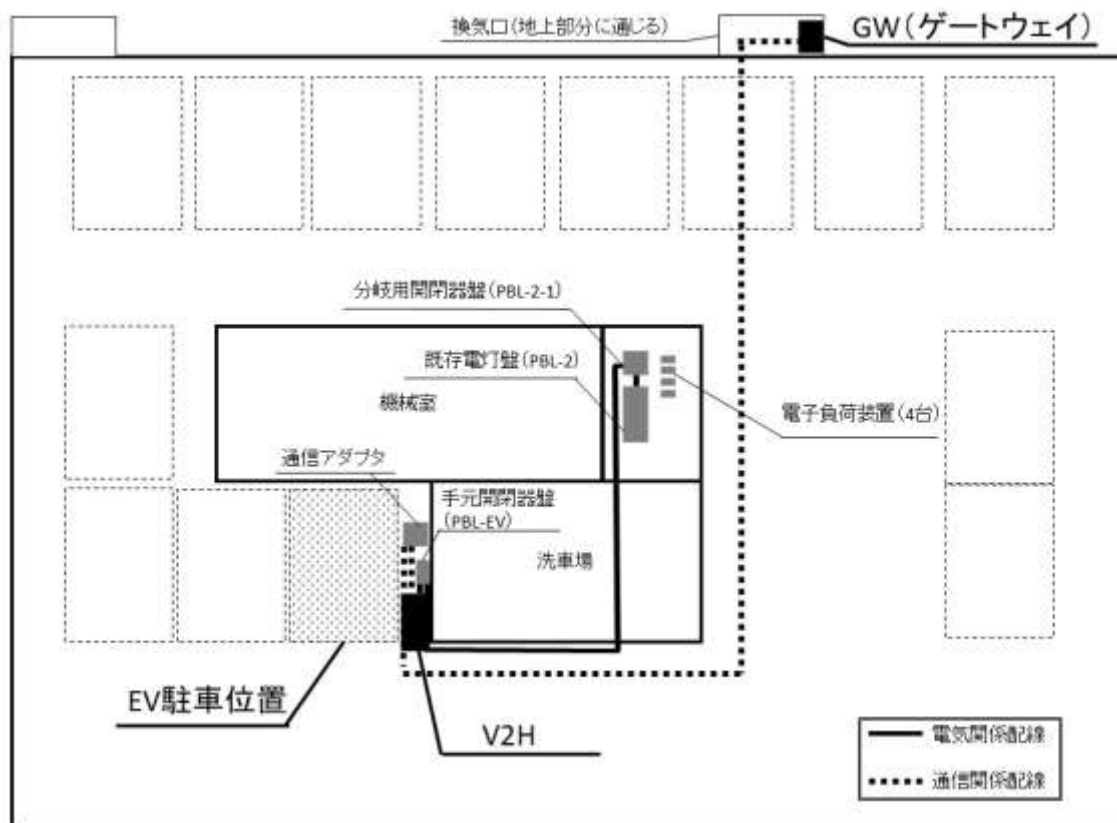 換気口(地上部分に通じる)
GW(ゲートウェイ)
分岐用開閉器盤(PBL-2-1)
既存電灯盤(PBL-2)
機械室
電子負荷装置(4台)
通信アダプタ
手元開閉器盤
(PBL-EV)
洗車場
EV駐車位置
V2H
電気関係配線
通信関係配線